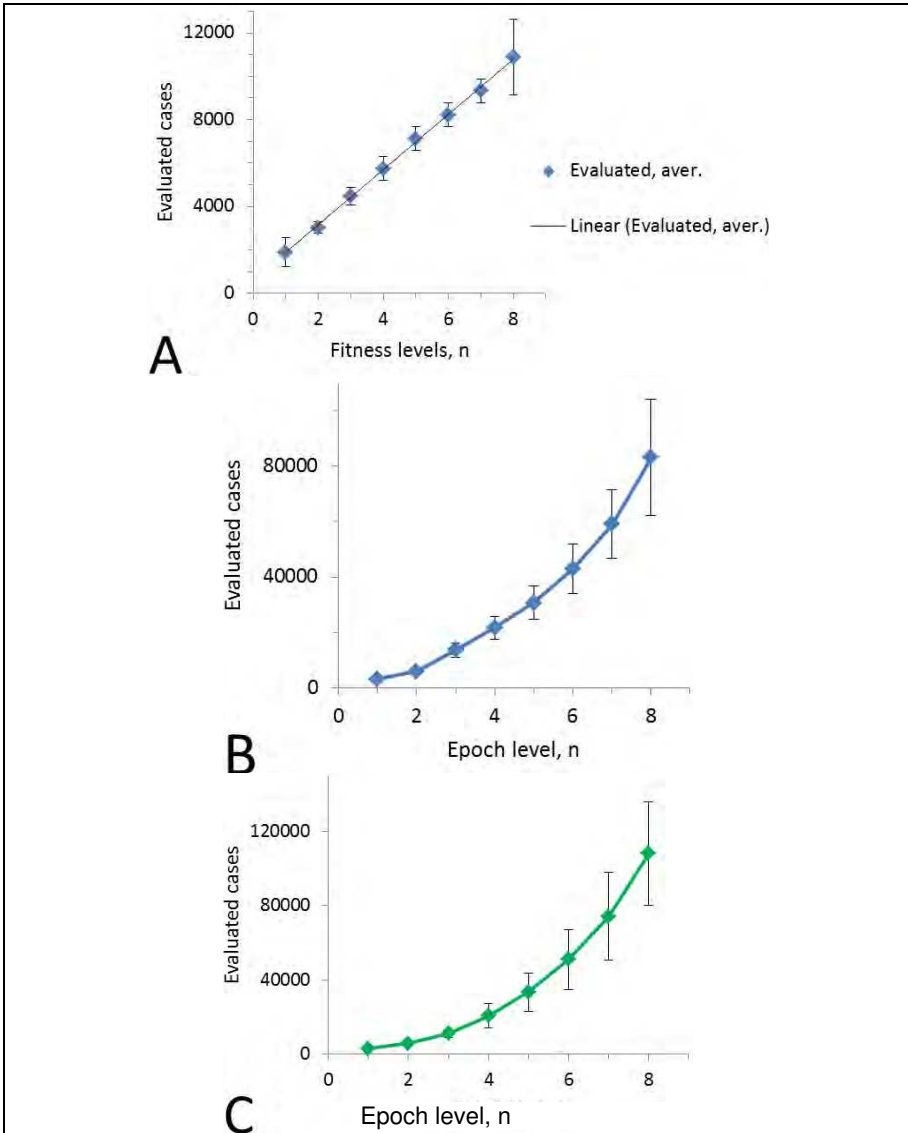 12000
8000
4000
0
0 2 4 6 8
Evaluated cases
Fitness levels, n
Evaluated, aver.
Linear (Evaluated, aver.)
A
80000
40000
0
0 2 4 6 8
Evaluated cases
Epoch level, n
B
120000
80000
40000
0
0 2 4 6 8
Evaluated cases
Epoch level, n
C